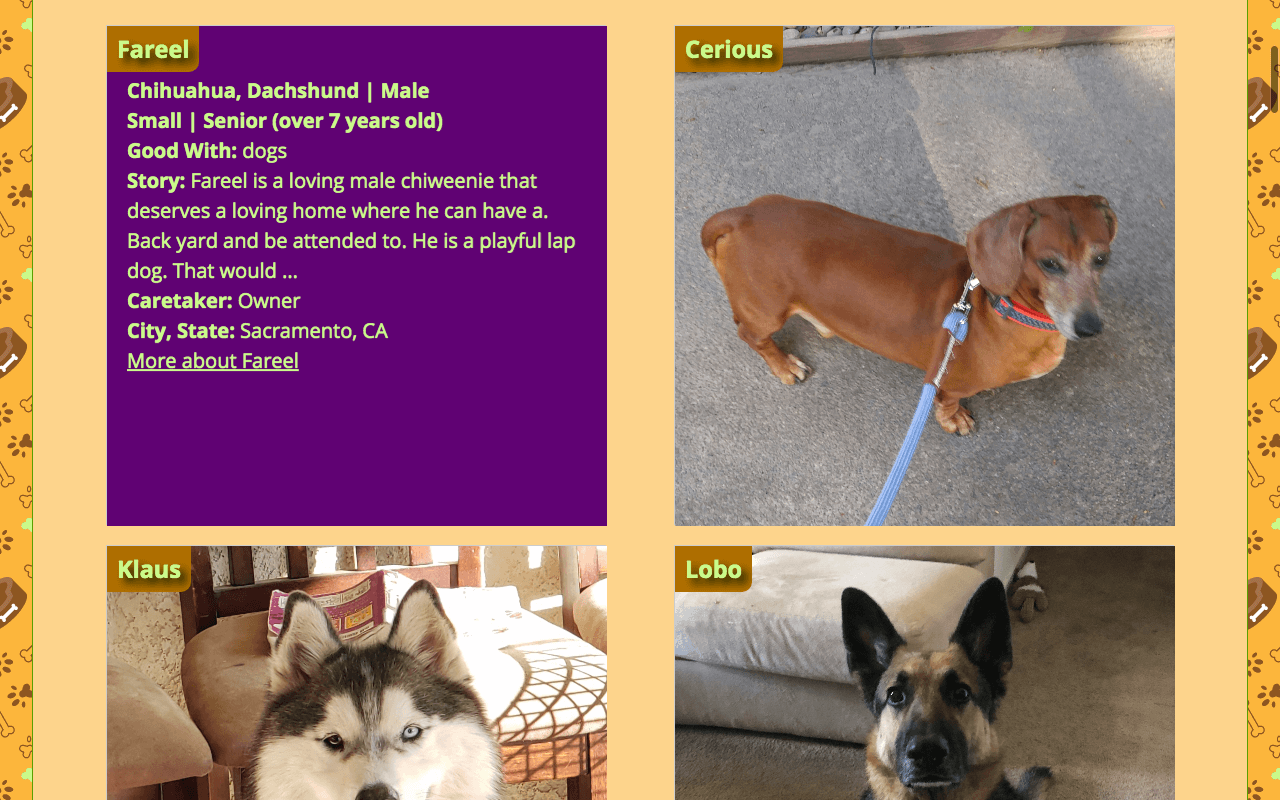 Fareel
Chihuahua, Dachshund | Male
Small | Senior (over 7 years old)
Good With: dogs
Story: Fareel is a loving male chiweenie that
deserves a loving home where he can have a.
Back yard and be attended to. He is a playful lap
dog. That would ...
Caretaker: Owner
City, State: Sacramento, CA
More about Fareel
Cerious
Klaus
Lobo